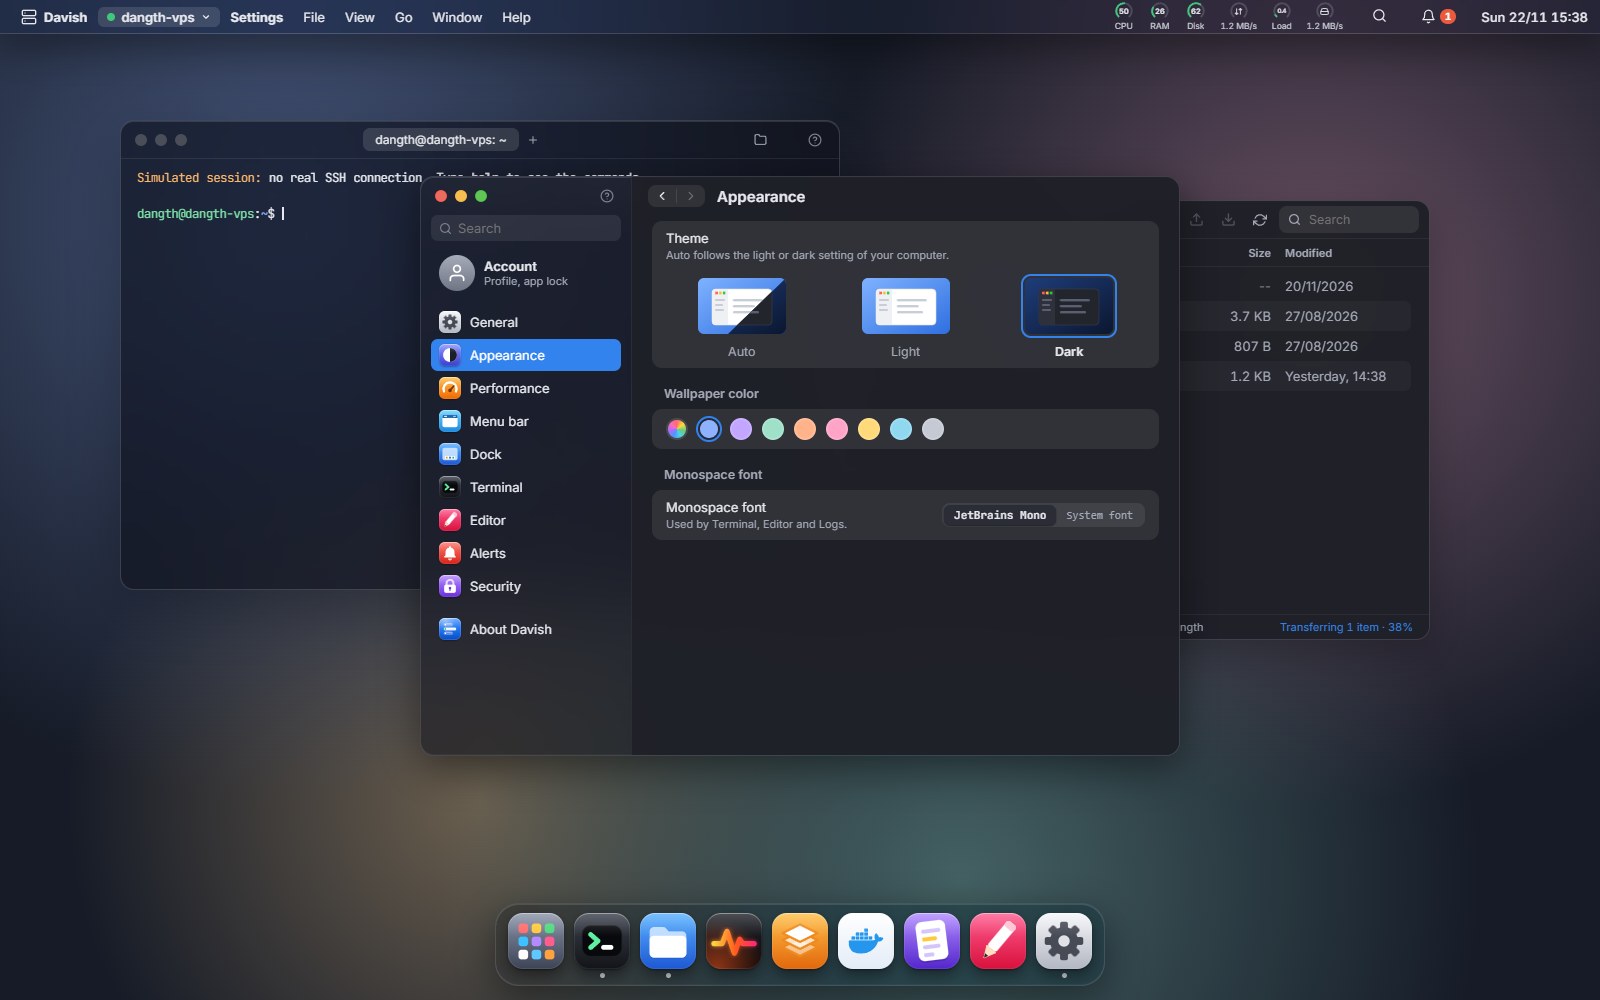 Davish dangth-vps Settings File View Go Window Help
50 26 62 0.4
CPU RAM Disk 1.2 MB/s Load 1.2 MB/s
1 Sun 22/11 15:38
dangth@dangth-vps: ~ +
Simulated session: no real SSH connection. Type help to see the commands.
dangth@dangth-vps:~$
Search
Account
Profile, app lock
General
Appearance
Performance
Menu bar
Dock
Terminal
Editor
Alerts
Security
About Davish
Appearance
Theme
Auto follows the light or dark setting of your computer.
Auto Light Dark
Wallpaper color
Monospace font
Monospace font
Used by Terminal, Editor and Logs.
JetBrains Mono System font
Search
Size Modified
-- 20/11/2026
3.7 KB 27/08/2026
807 B 27/08/2026
1.2 KB Yesterday, 14:38
ngth Transferring 1 item · 38%